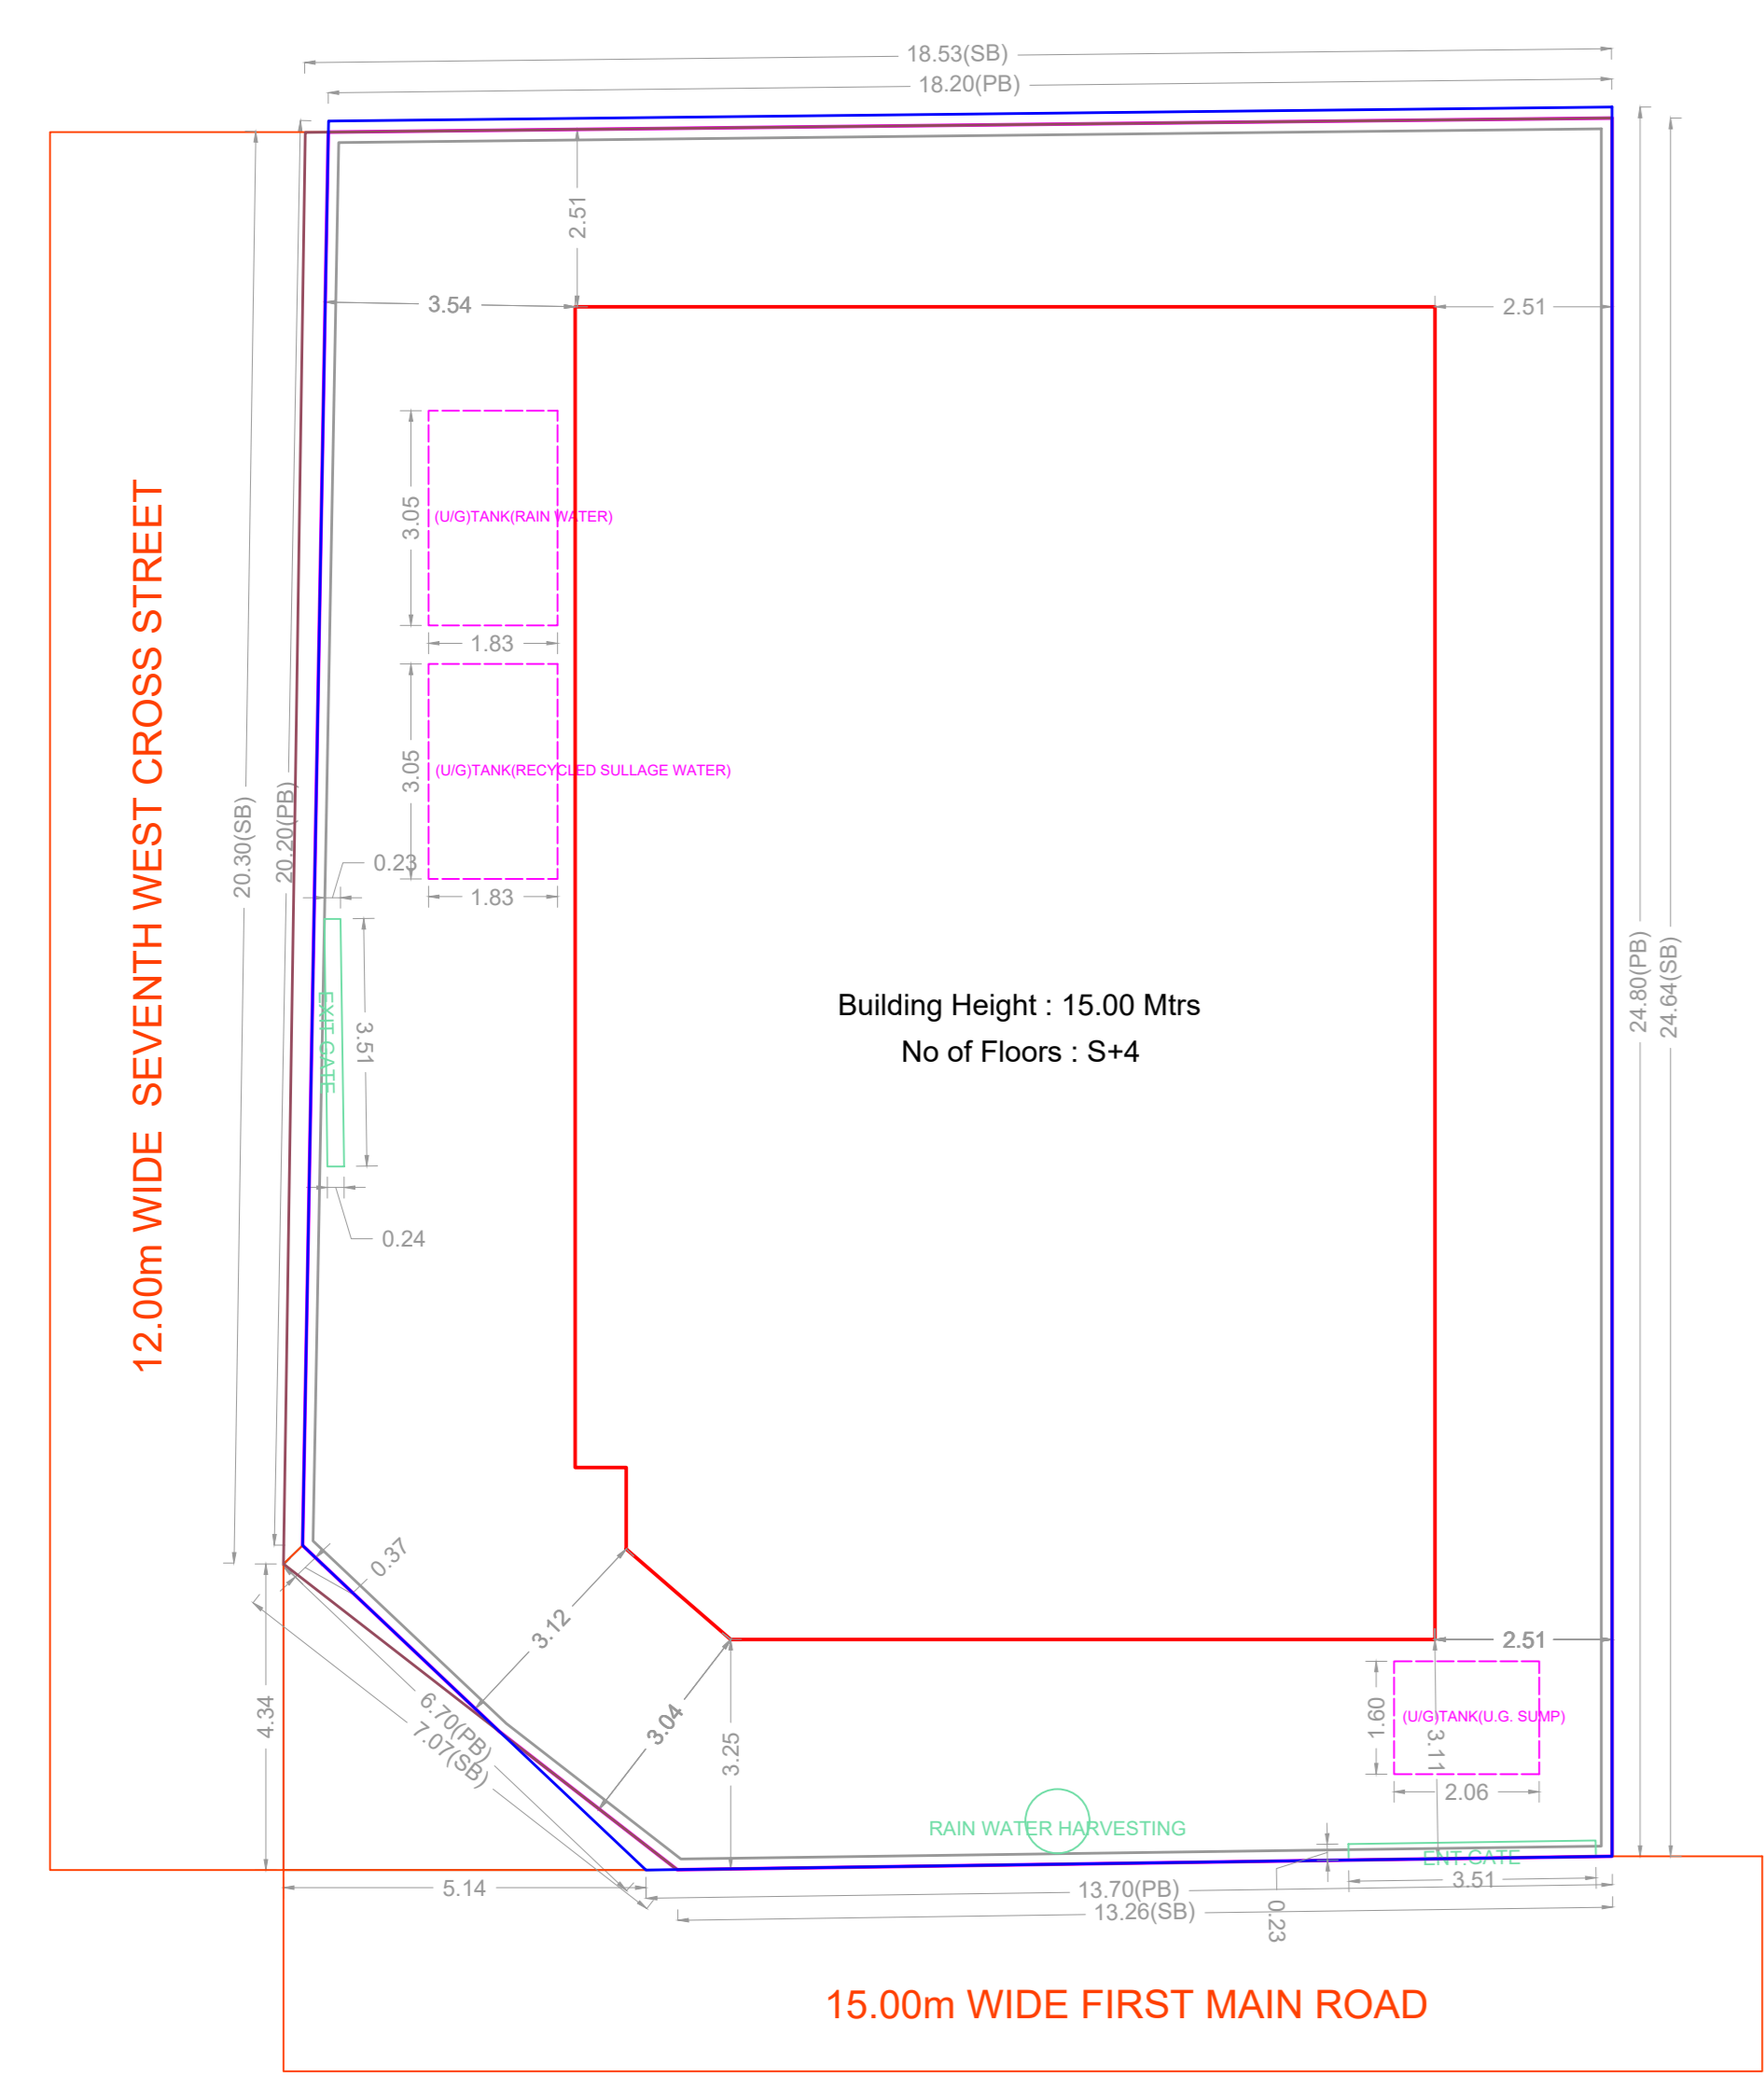 18.53(SB)
18.20(PB)
2.51
3.54
2.51
3.05
(U/G)TANK(RAIN WATER)
1.83
3.05
(U/G)TANK(RECYCLED SULLAGE WATER)
1.83
12.00m WIDE  SEVENTH WEST CROSS STREET
20.30(SB)
20.20(PB)
0.23
EXIT GATE
3.51
0.24
Building Height : 15.00 Mtrs
No of Floors : S+4
24.80(PB)
24.64(SB)
0.37
3.12
3.04
3.25
2.51
1.60
(U/G)TANK(U.G. SUMP)
3.11
2.06
4.34
6.70(PB)
7.07(SB)
RAIN WATER HARVESTING
ENT.GATE
3.51
5.14
13.70(PB)
13.26(SB)
0.23
15.00m WIDE FIRST MAIN ROAD